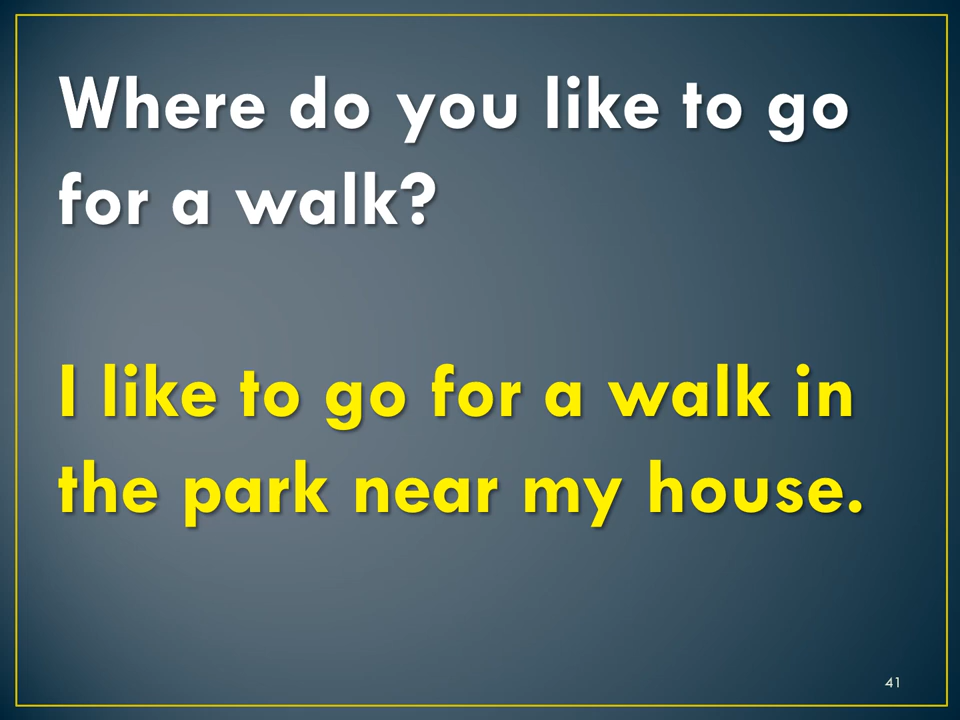 Where do you like to go
for a walk?
I like to go for a walk in
the park near my house.
41